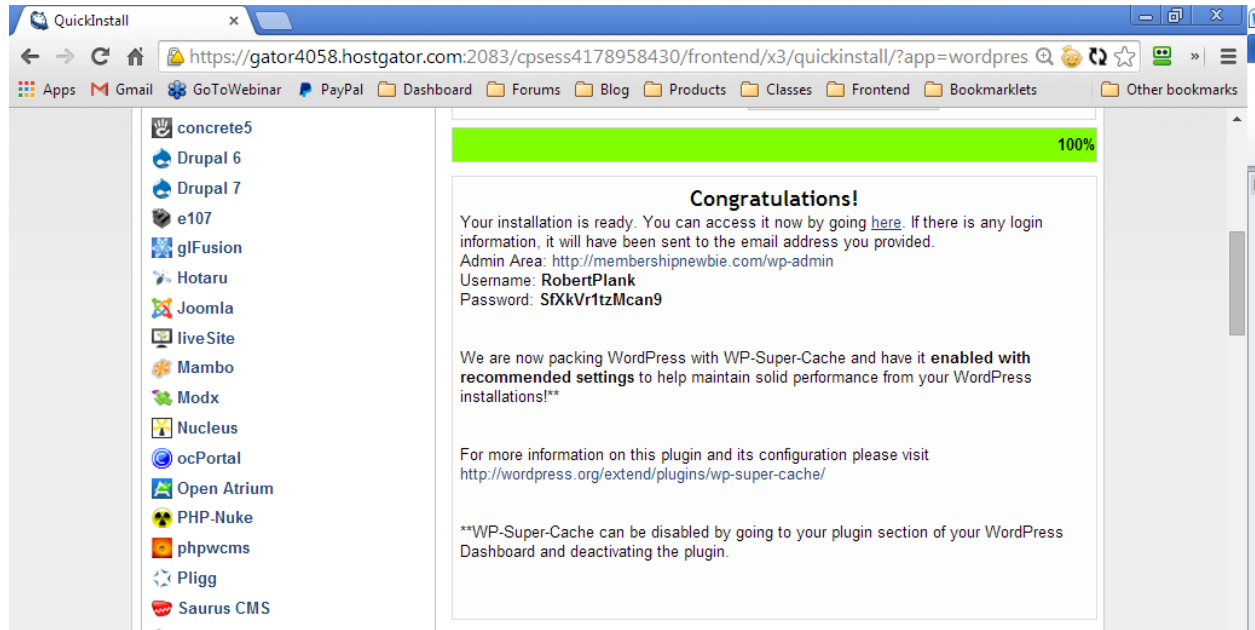 QuickInstall
https://gator4058.hostgator.com:2083/cpsess4178958430/frontend/x3/quickinstall/?app=wordpres
Apps Gmail GoToWebinar PayPal Dashboard Forums Blog Products Classes Frontend Bookmarklets Other bookmarks
concrete5
Drupal 6
Drupal 7
e107
glFusion
Hotaru
Joomla
liveSite
Mambo
Modx
Nucleus
ocPortal
Open Atrium
PHP-Nuke
phpwcms
Pligg
Saurus CMS
100%
Congratulations!
Your installation is ready. You can access it now by going here. If there is any login
information, it will have been sent to the email address you provided.
Admin Area: http://membershipnewbie.com/wp-admin
Username: RobertPlank
Password: SfXkVr1tzMcan9
We are now packing WordPress with WP-Super-Cache and have it enabled with
recommended settings to help maintain solid performance from your WordPress
installations!**
For more information on this plugin and its configuration please visit
http://wordpress.org/extend/plugins/wp-super-cache/
**WP-Super-Cache can be disabled by going to your plugin section of your WordPress
Dashboard and deactivating the plugin.